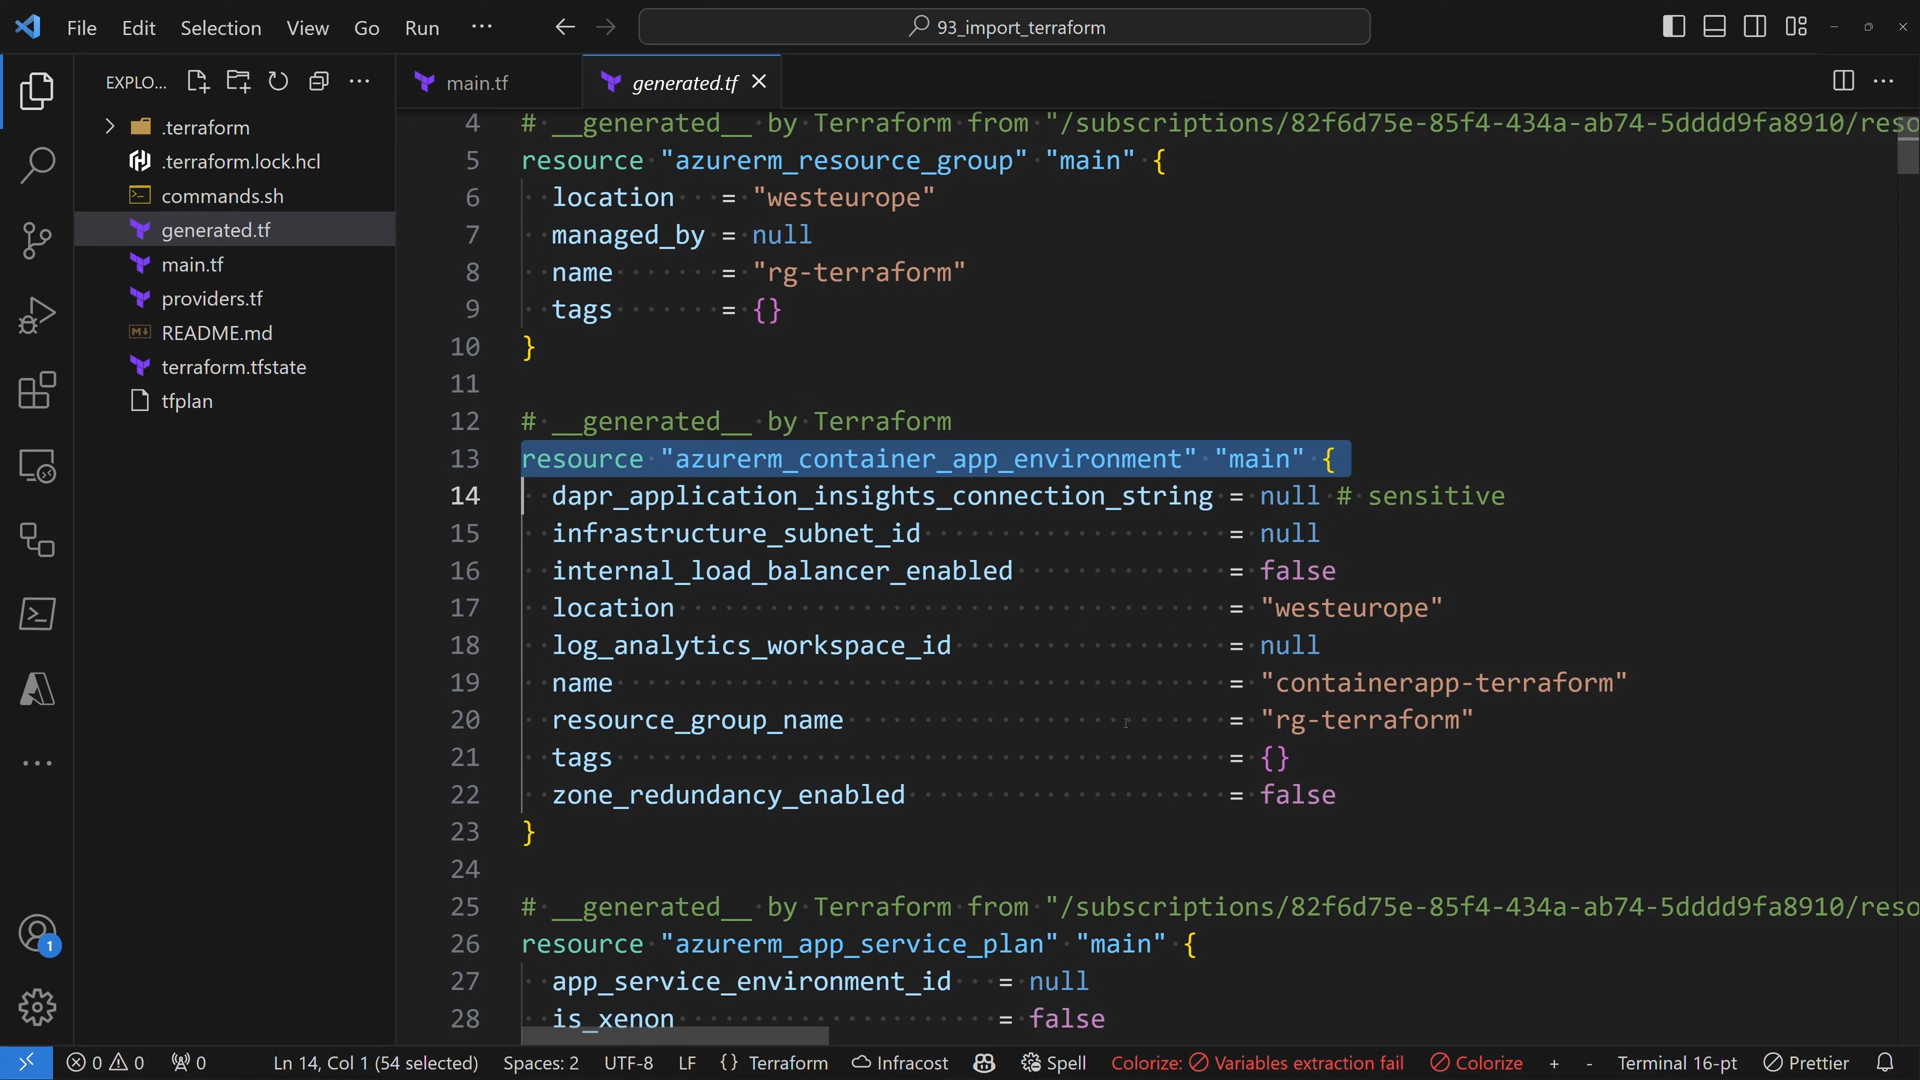 File Edit Selection View Go Run ···
93_import_terraform
EXPLO... ···
main.tf
generated.tf
.terraform
.terraform.lock.hcl
commands.sh
generated.tf
main.tf
providers.tf
README.md
terraform.tfstate
tfplan
4 # __generated__ by Terraform from "/subscriptions/82f6d75e-85f4-434a-ab74-5dddd9fa8910/reso
5 resource "azurerm_resource_group" "main" {
6 location = "westeurope"
7 managed_by = null
8 name = "rg-terraform"
9 tags = {}
10 }
11
12 # __generated__ by Terraform
13 resource "azurerm_container_app_environment" "main" {
14 dapr_application_insights_connection_string = null # sensitive
15 infrastructure_subnet_id = null
16 internal_load_balancer_enabled = false
17 location = "westeurope"
18 log_analytics_workspace_id = null
19 name = "containerapp-terraform"
20 resource_group_name = "rg-terraform"
21 tags = {}
22 zone_redundancy_enabled = false
23 }
24
25 # __generated__ by Terraform from "/subscriptions/82f6d75e-85f4-434a-ab74-5dddd9fa8910/reso
26 resource "azurerm_app_service_plan" "main" {
27 app_service_environment_id = null
28 is_xenon = false
1
0 0 0 Ln 14, Col 1 (54 selected) Spaces: 2 UTF-8 LF {} Terraform Infracost Spell Colorize: Variables extraction fail Colorize + - Terminal 16-pt Prettier